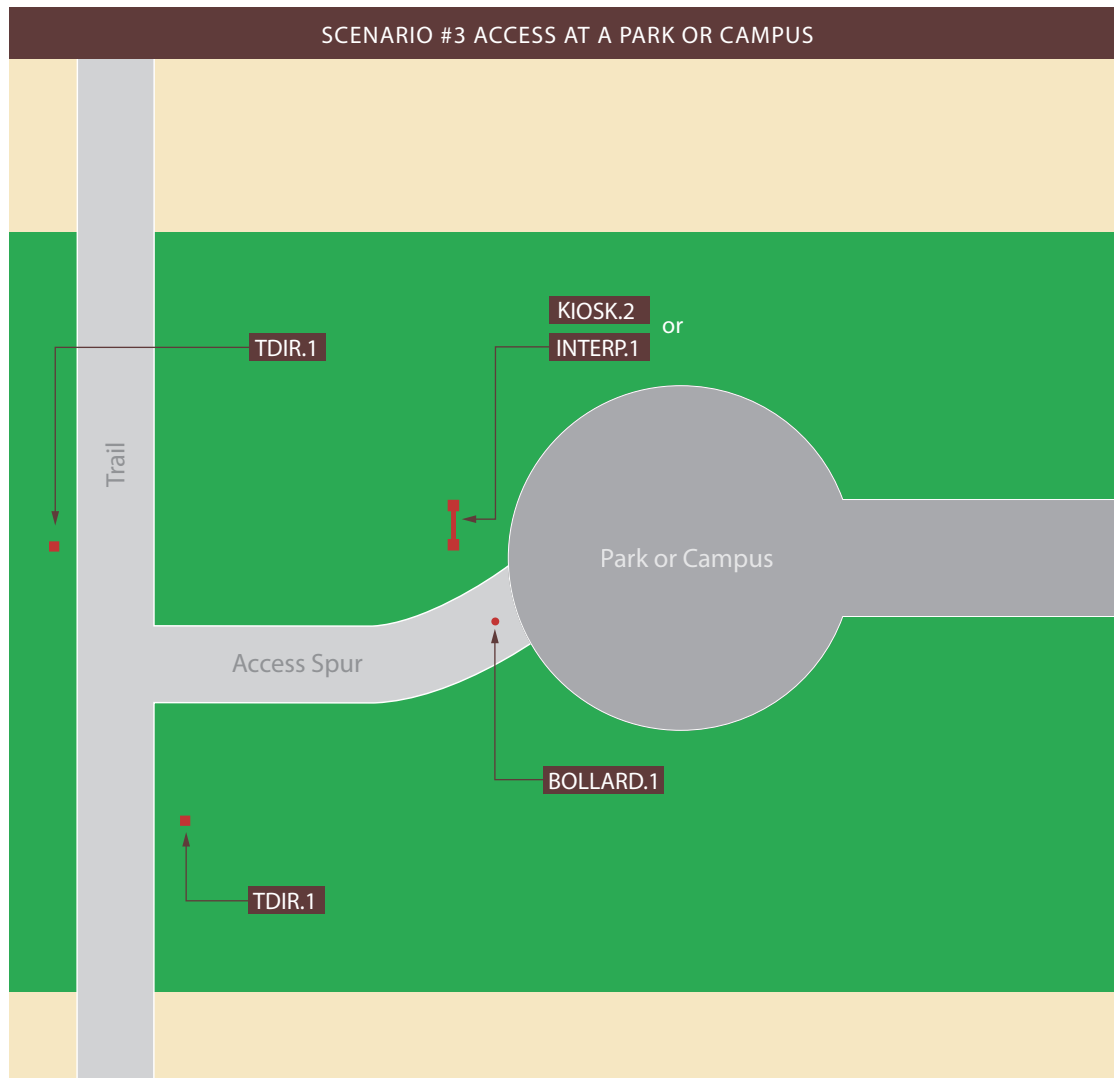 SCENARIO #3 ACCESS AT A PARK OR CAMPUS
KIOSK.2
or
TDIR.1
INTERP.1
Trail
Park or Campus
Access Spur
BOLLARD.1
TDIR.1